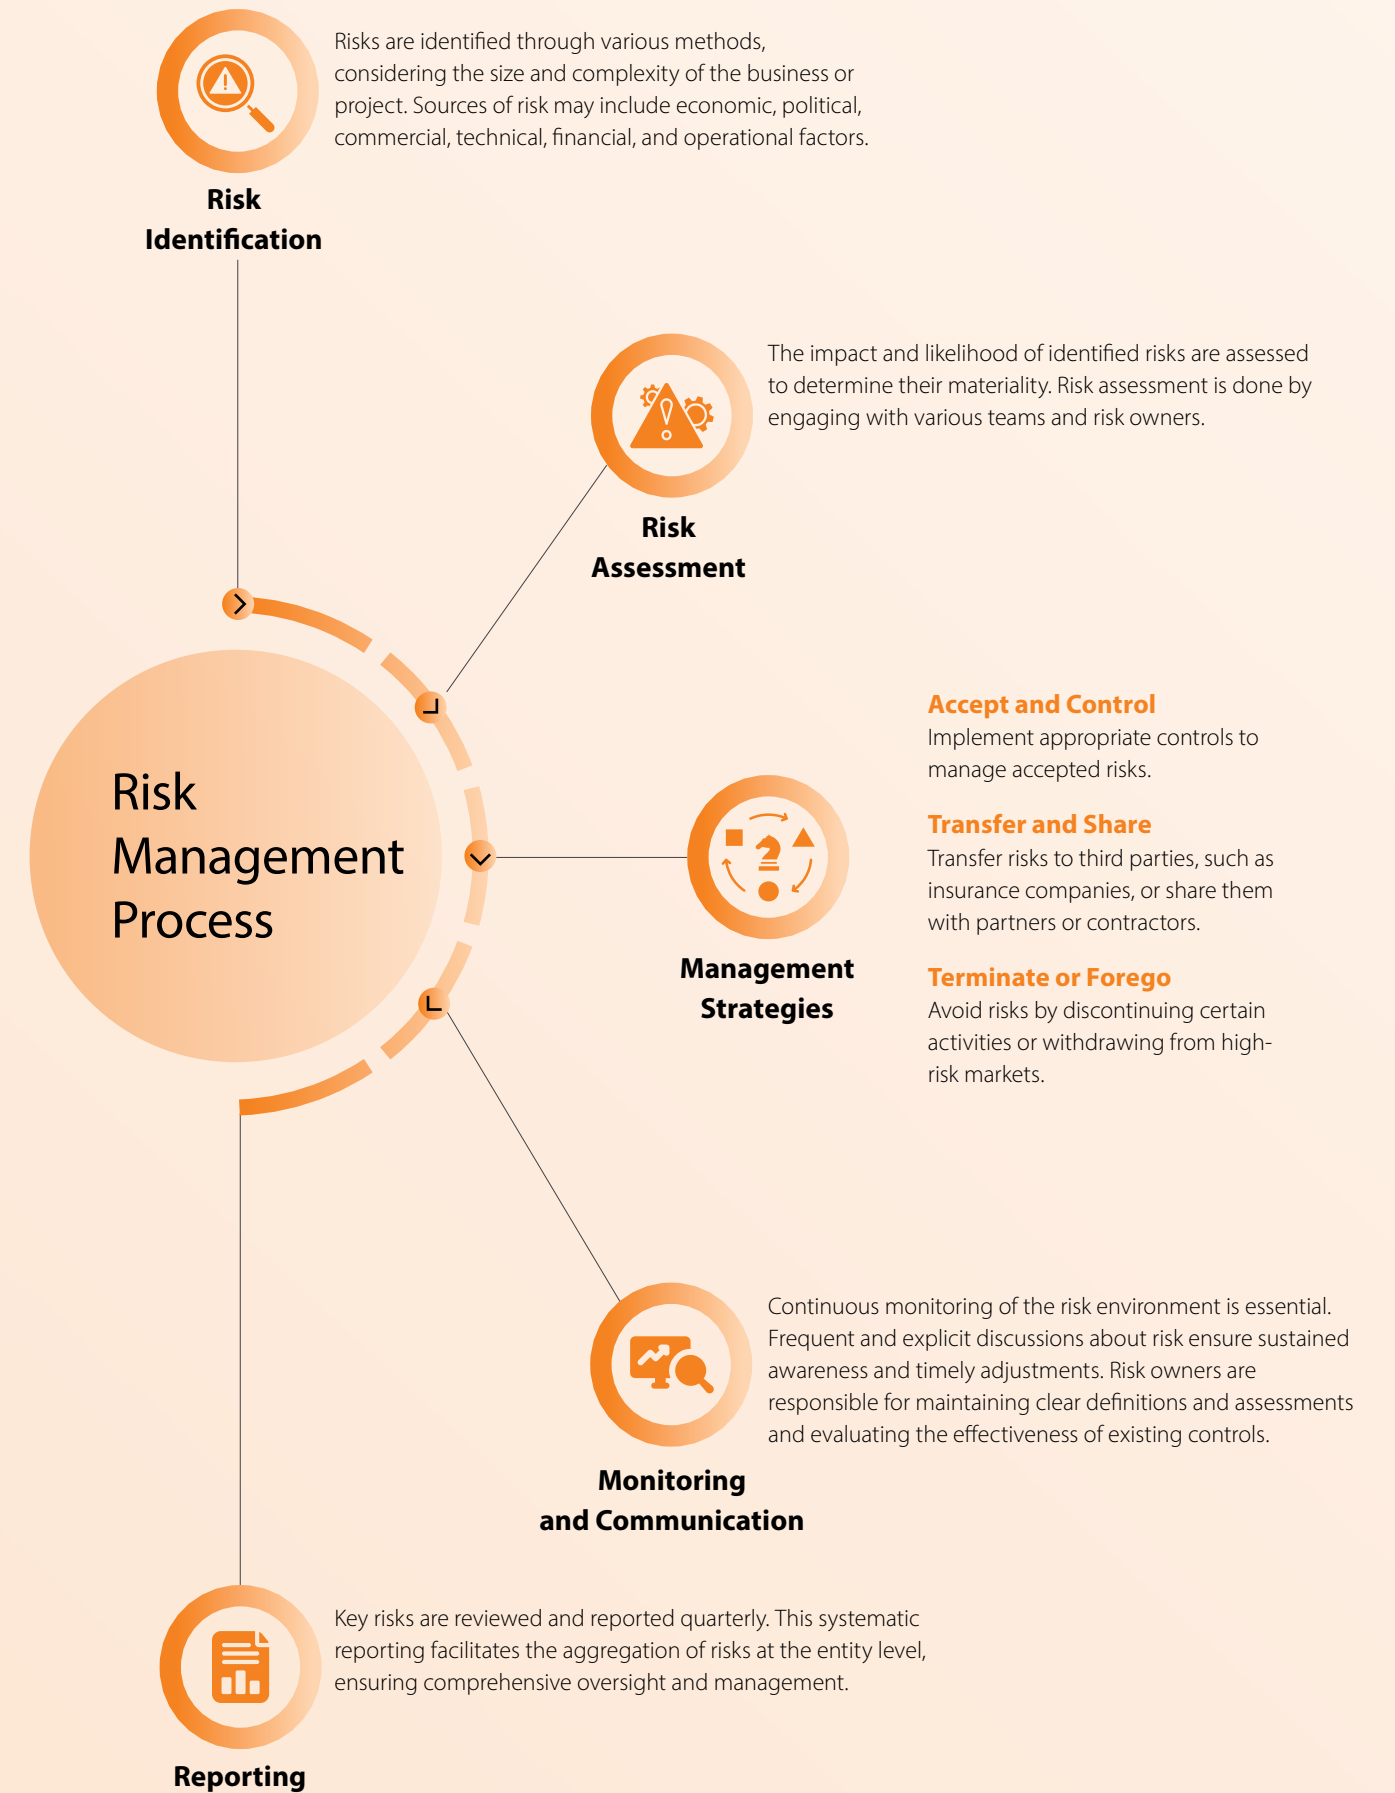 Risks are identified through various methods,
considering the size and complexity of the business or
project. Sources of risk may include economic, political,
commercial, technical, financial, and operational factors.
Risk
Identification
The impact and likelihood of identified risks are assessed
to determine their materiality. Risk assessment is done by
engaging with various teams and risk owners.
Risk
Assessment
Risk
Management
Process
Accept and Control
Implement appropriate controls to
manage accepted risks.
Transfer and Share
Transfer risks to third parties, such as
insurance companies, or share them
with partners or contractors.
Terminate or Forego
Avoid risks by discontinuing certain
activities or withdrawing from high-
risk markets.
Management
Strategies
Continuous monitoring of the risk environment is essential.
Frequent and explicit discussions about risk ensure sustained
awareness and timely adjustments. Risk owners are
responsible for maintaining clear definitions and assessments
and evaluating the effectiveness of existing controls.
Monitoring
and Communication
Key risks are reviewed and reported quarterly. This systematic
reporting facilitates the aggregation of risks at the entity level,
ensuring comprehensive oversight and management.
Reporting